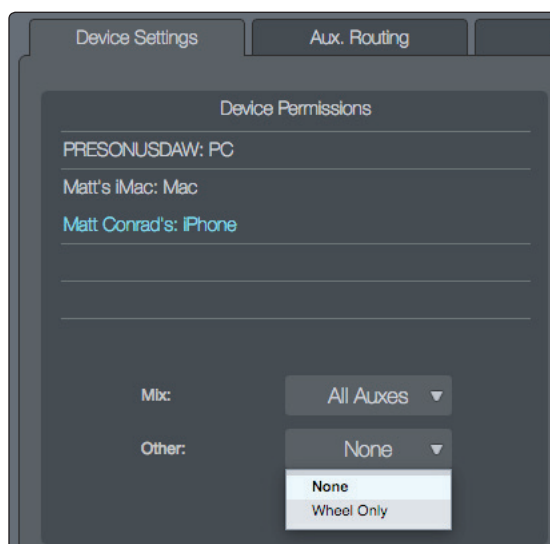 Device Settings
Aux. Routing
Device Permissions
PRESONUSDAW: PC
Matt's iMac: Mac
Matt Conrad's: iPhone
Mix:
All Auxes
Other:
None
None
Wheel Only